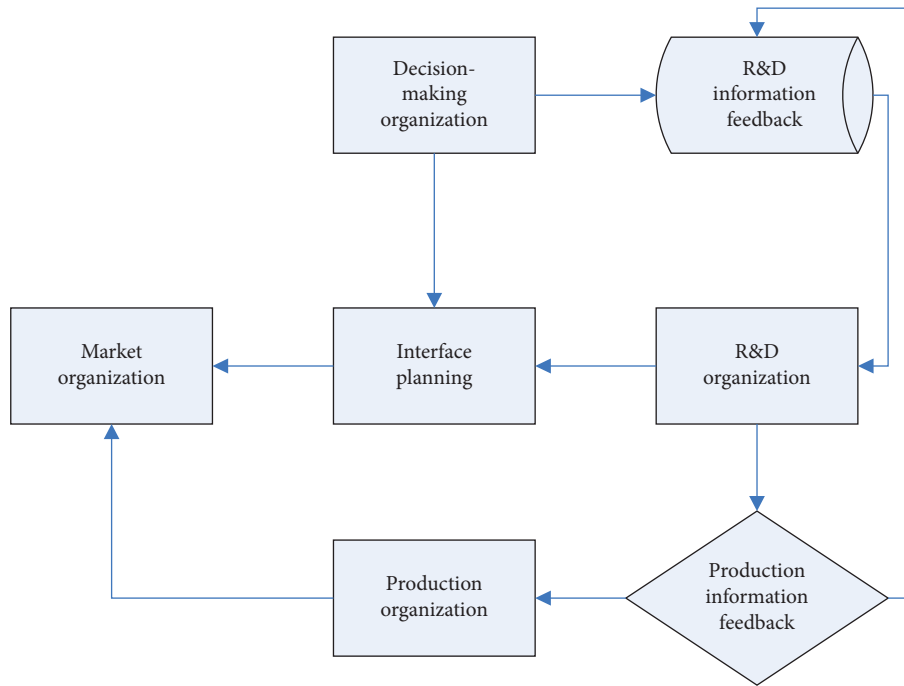 Decision-
making
organization
R&D
information
feedback
Market
organization
Interface
planning
R&D
organization
Production
organization
Production
information
feedback